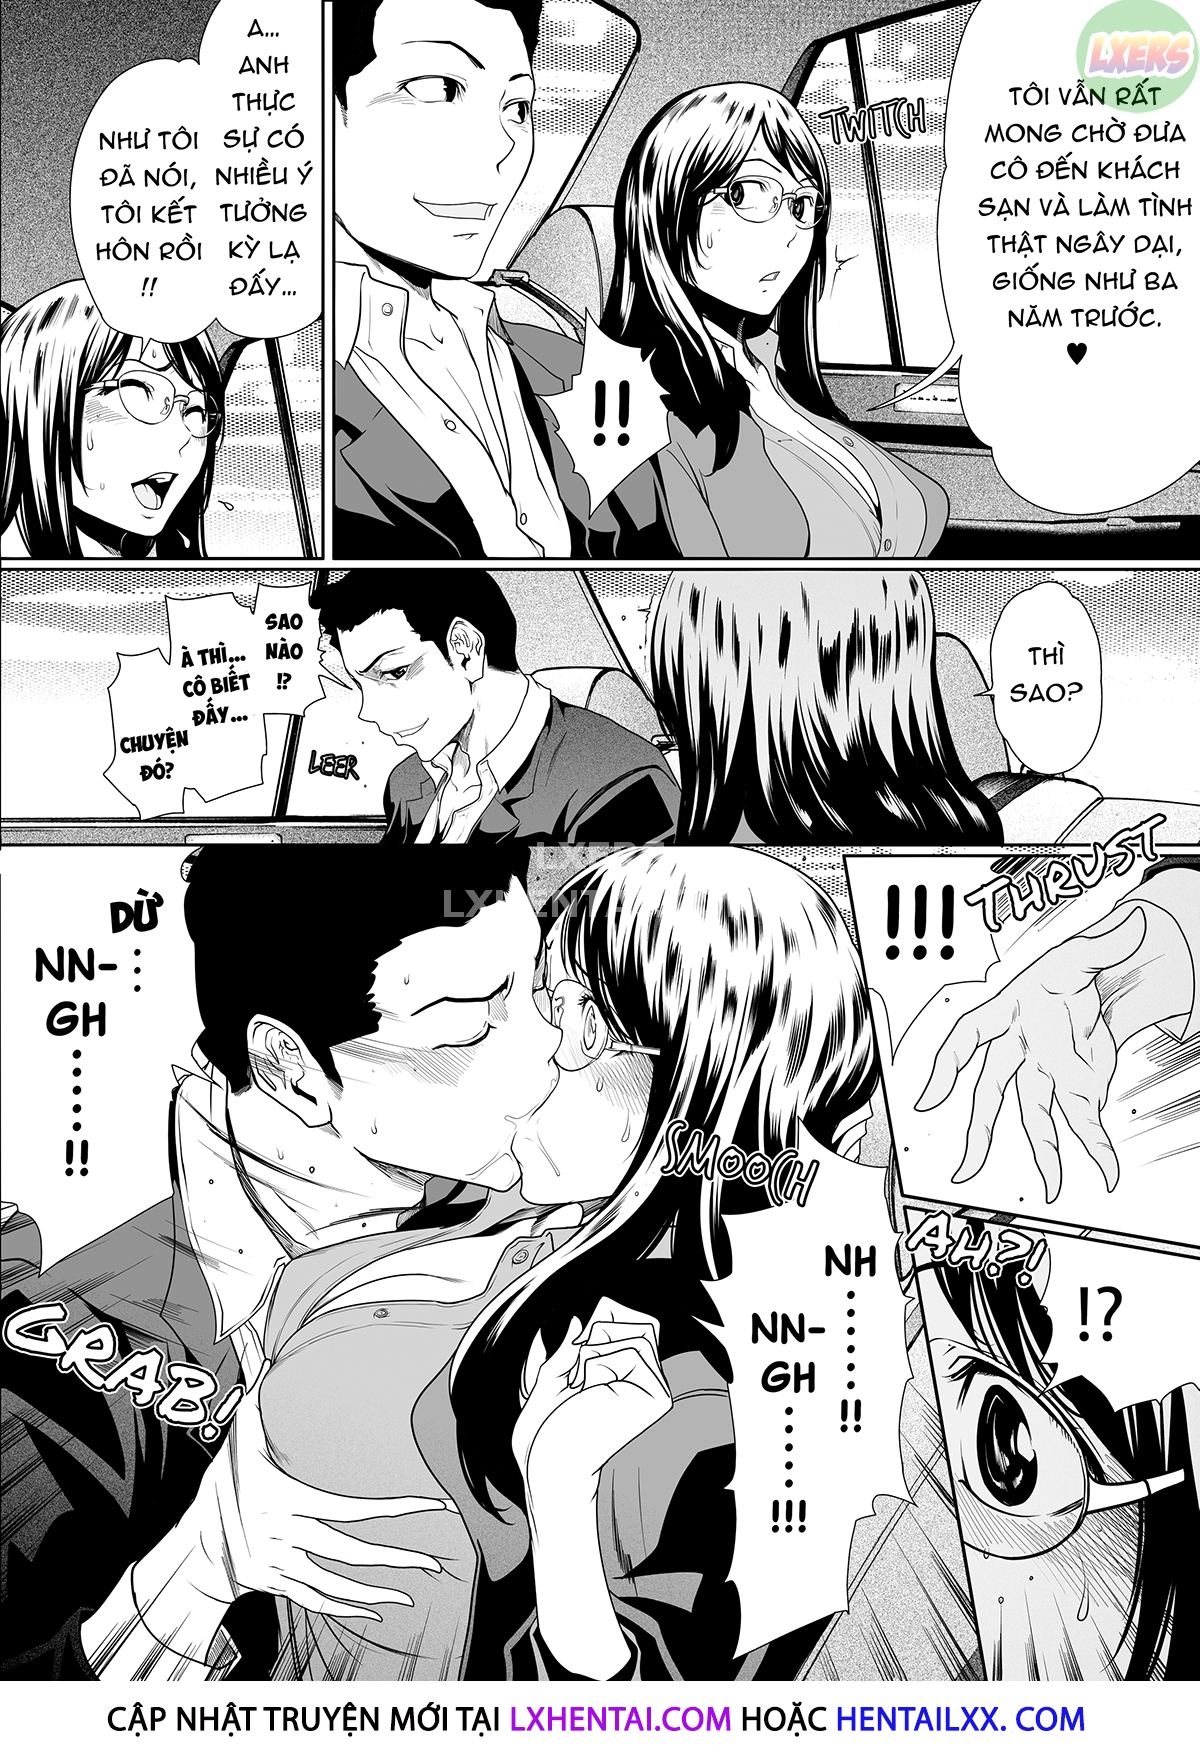 LXERS
TÔI VẪN RẤT
MONG CHỜ ĐƯA
CÔ ĐẾN KHÁCH
SẠN VÀ LÀM TÌNH
THẬT NGÂY DẠI,
GIỐNG NHƯ BA
NĂM TRƯỚC.
♥
TWITCH
!!
A...
ANH
THỰC
SỰ CÓ
NHIỀU Ý
TƯỞNG
KỲ LẠ
ĐẤY...
NHƯ TÔI
ĐÃ NÓI,
TÔI KẾT
HÔN RỒI
!!
THÌ
SAO?
SAO
NÀO
!?
À THÌ...
CÔ BIẾT
ĐẤY...
CHUYỆN
ĐÓ?
LEER
THRUST
!!!
LXERS
LXHENTAI
AH?!
!?
DỪ
......
NN-
GH
......!!
SMOOCH
NH
......!!
NN-
GH
......!!!
GRAB!
CẬP NHẬT TRUYỆN MỚI TẠI LXHENTAI.COM HOẶC HENTAILXX. COM